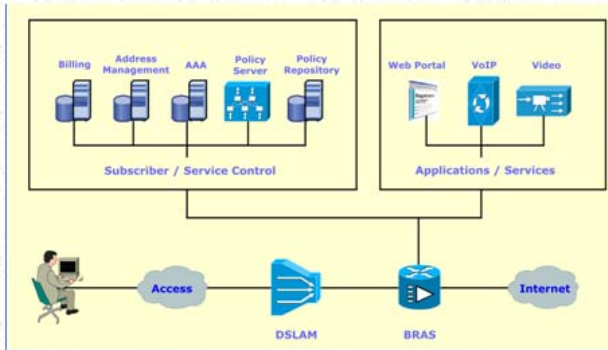 Billing
Address
Management
AAA
Policy
Server
Policy
Repository
Subscriber / Service Control
Web Portal
VoIP
Video
Applications / Services
Access
DSLAM
BRAS
Internet